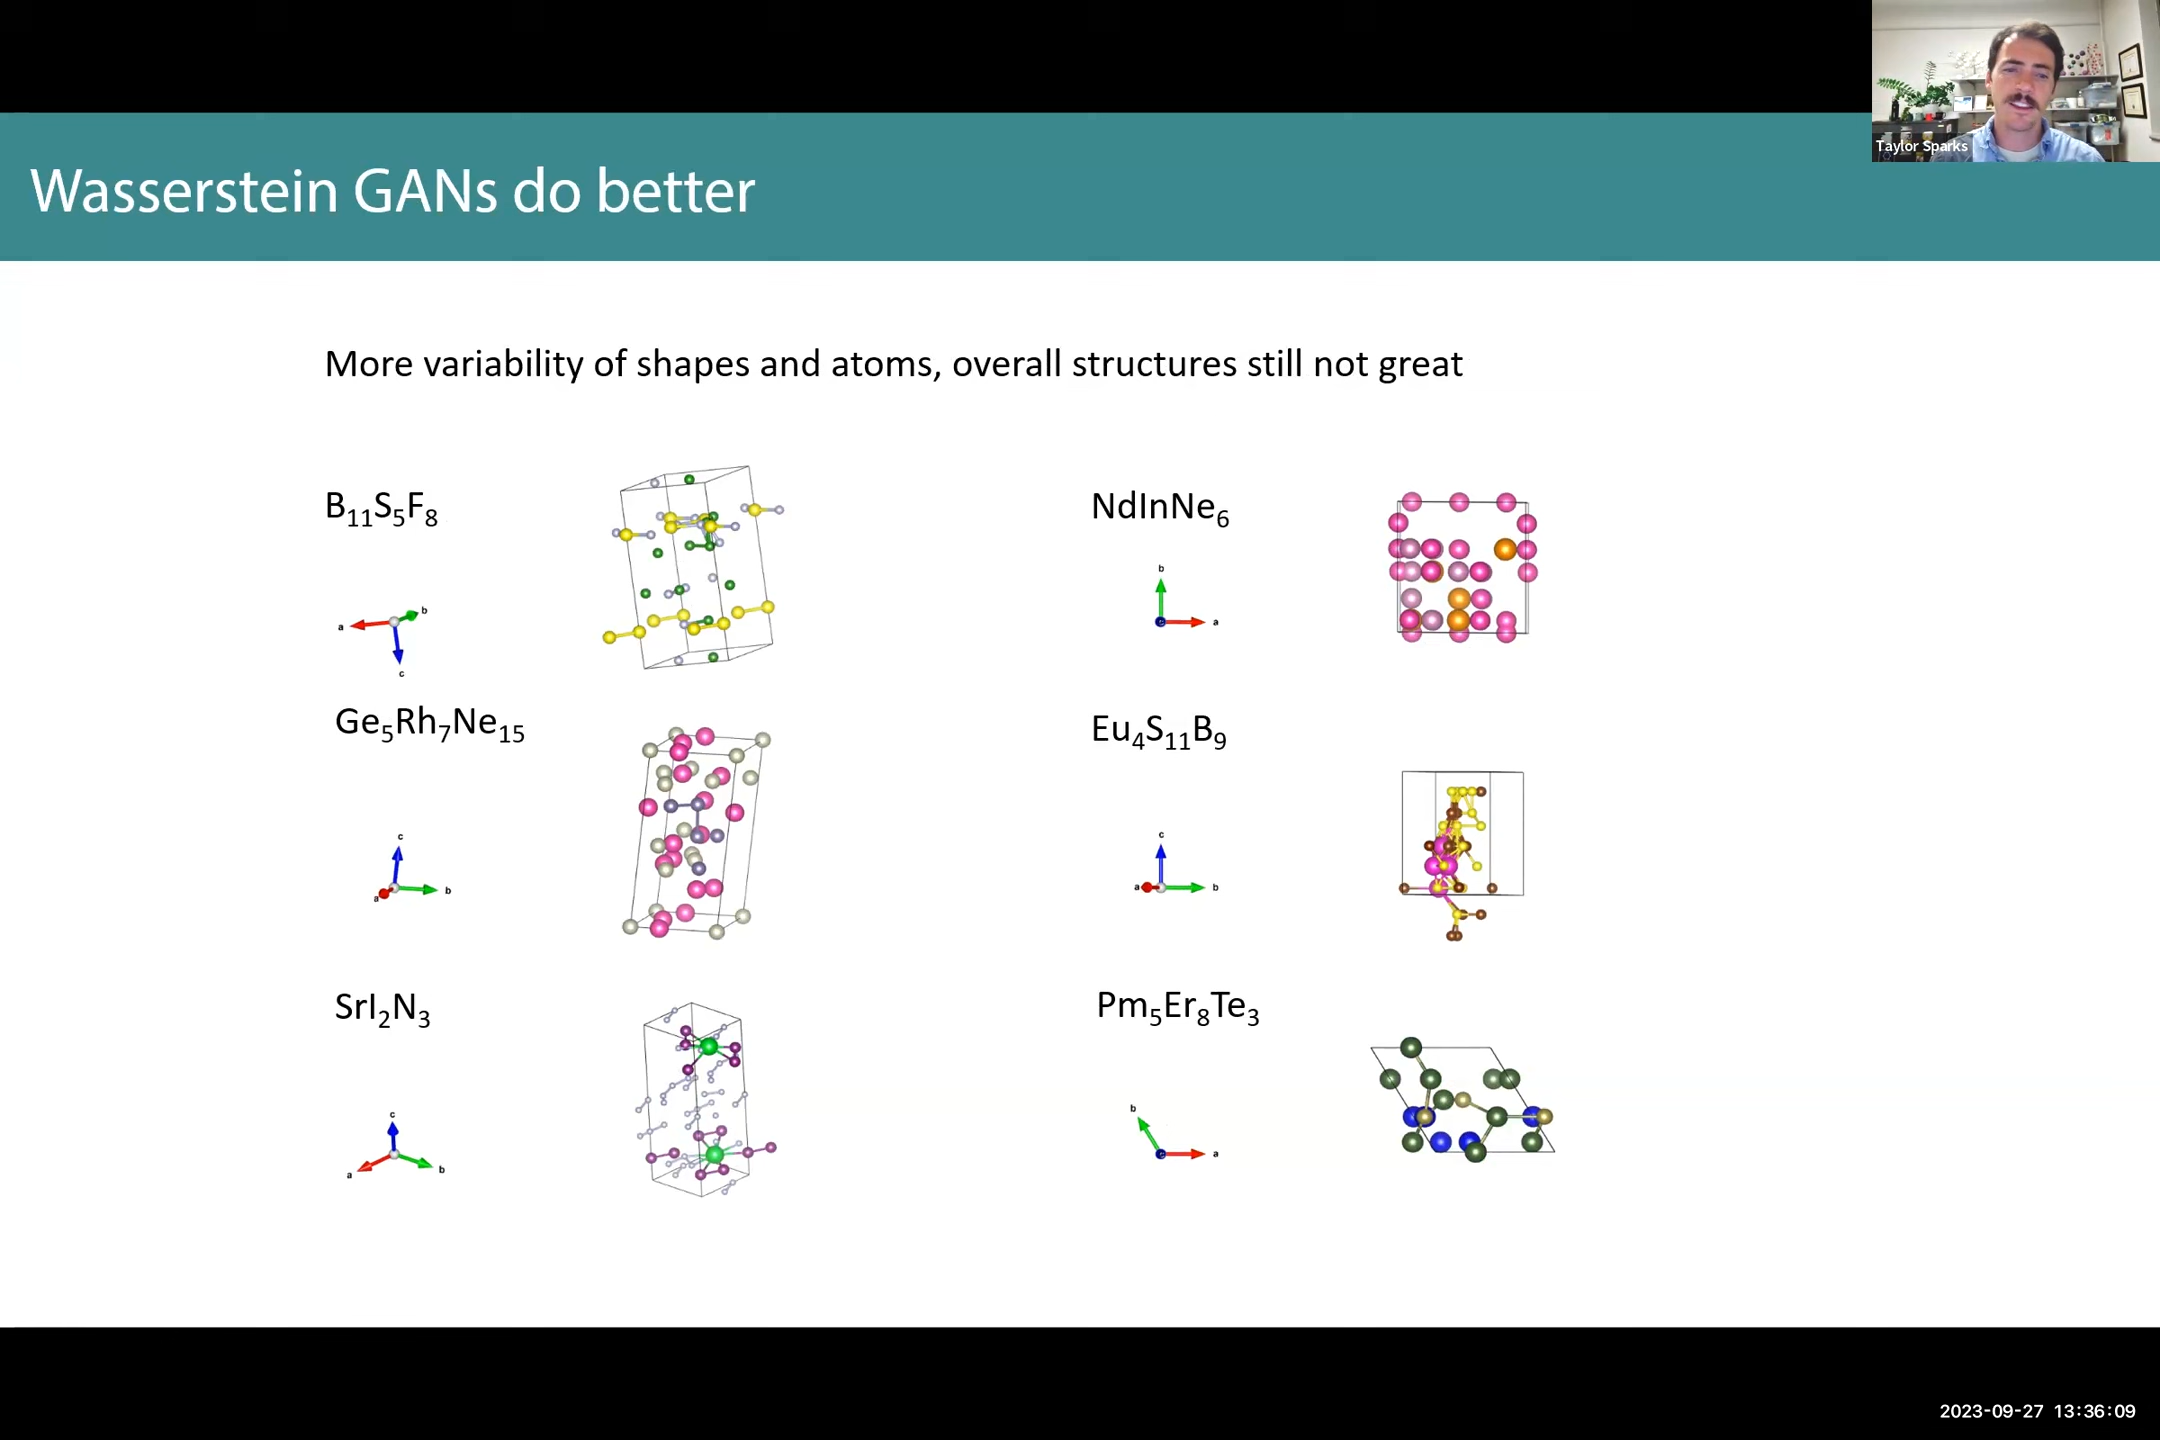 Taylor Sparks
Wasserstein GANs do better
More variability of shapes and atoms, overall structures still not great
B₁₁S₅F₈
a
b
c
NdInNe₆
b
a
Ge₅Rh₇Ne₁₅
c
a
b
Eu₄S₁₁B₉
c
a
b
SrI₂N₃
c
a
b
Pm₅Er₈Te₃
b
a
2023-09-27 13:36:09